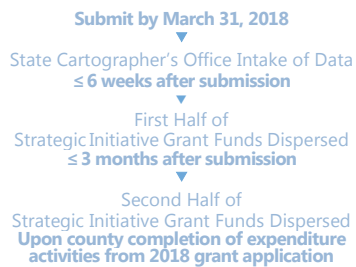 Submit by March 31, 2018
State Cartographer's Office Intake of Data
≤ 6 weeks after submission
First Half of
Strategic Initiative Grant Funds Dispersed
≤ 3 months after submission
Second Half of
Strategic Initiative Grant Funds Dispersed
Upon county completion of expenditure
activities from 2018 grant application